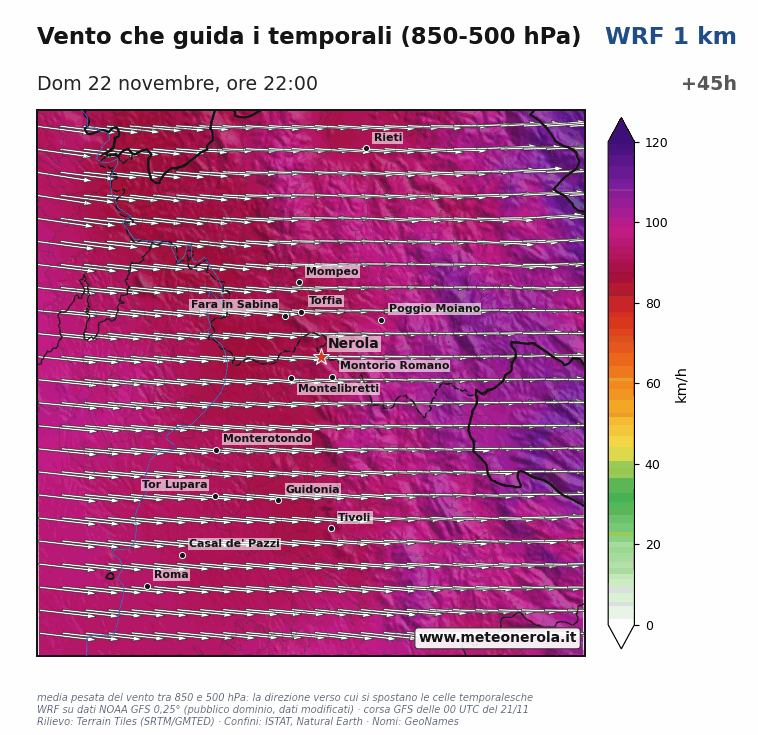 Vento che guida i temporali (850-500 hPa)
WRF 1 km
Dom 22 novembre, ore 22:00
+45h
Rieti
Mompeo
Toffia
Fara in Sabina
Poggio Moiano
Nerola
Montorio Romano
Montelibretti
Monterotondo
Tor Lupara
Guidonia
Tivoli
Casal de' Pazzi
Roma
www.meteonerola.it
120
100
80
60
40
20
0
km/h
media pesata del vento tra 850 e 500 hPa: la direzione verso cui si spostano le celle temporalesche
WRF su dati NOAA GFS 0,25° (pubblico dominio, dati modificati) · corsa GFS delle 00 UTC del 21/11
Rilievo: Terrain Tiles (SRTM/GMTED) · Confini: ISTAT, Natural Earth · Nomi: GeoNames